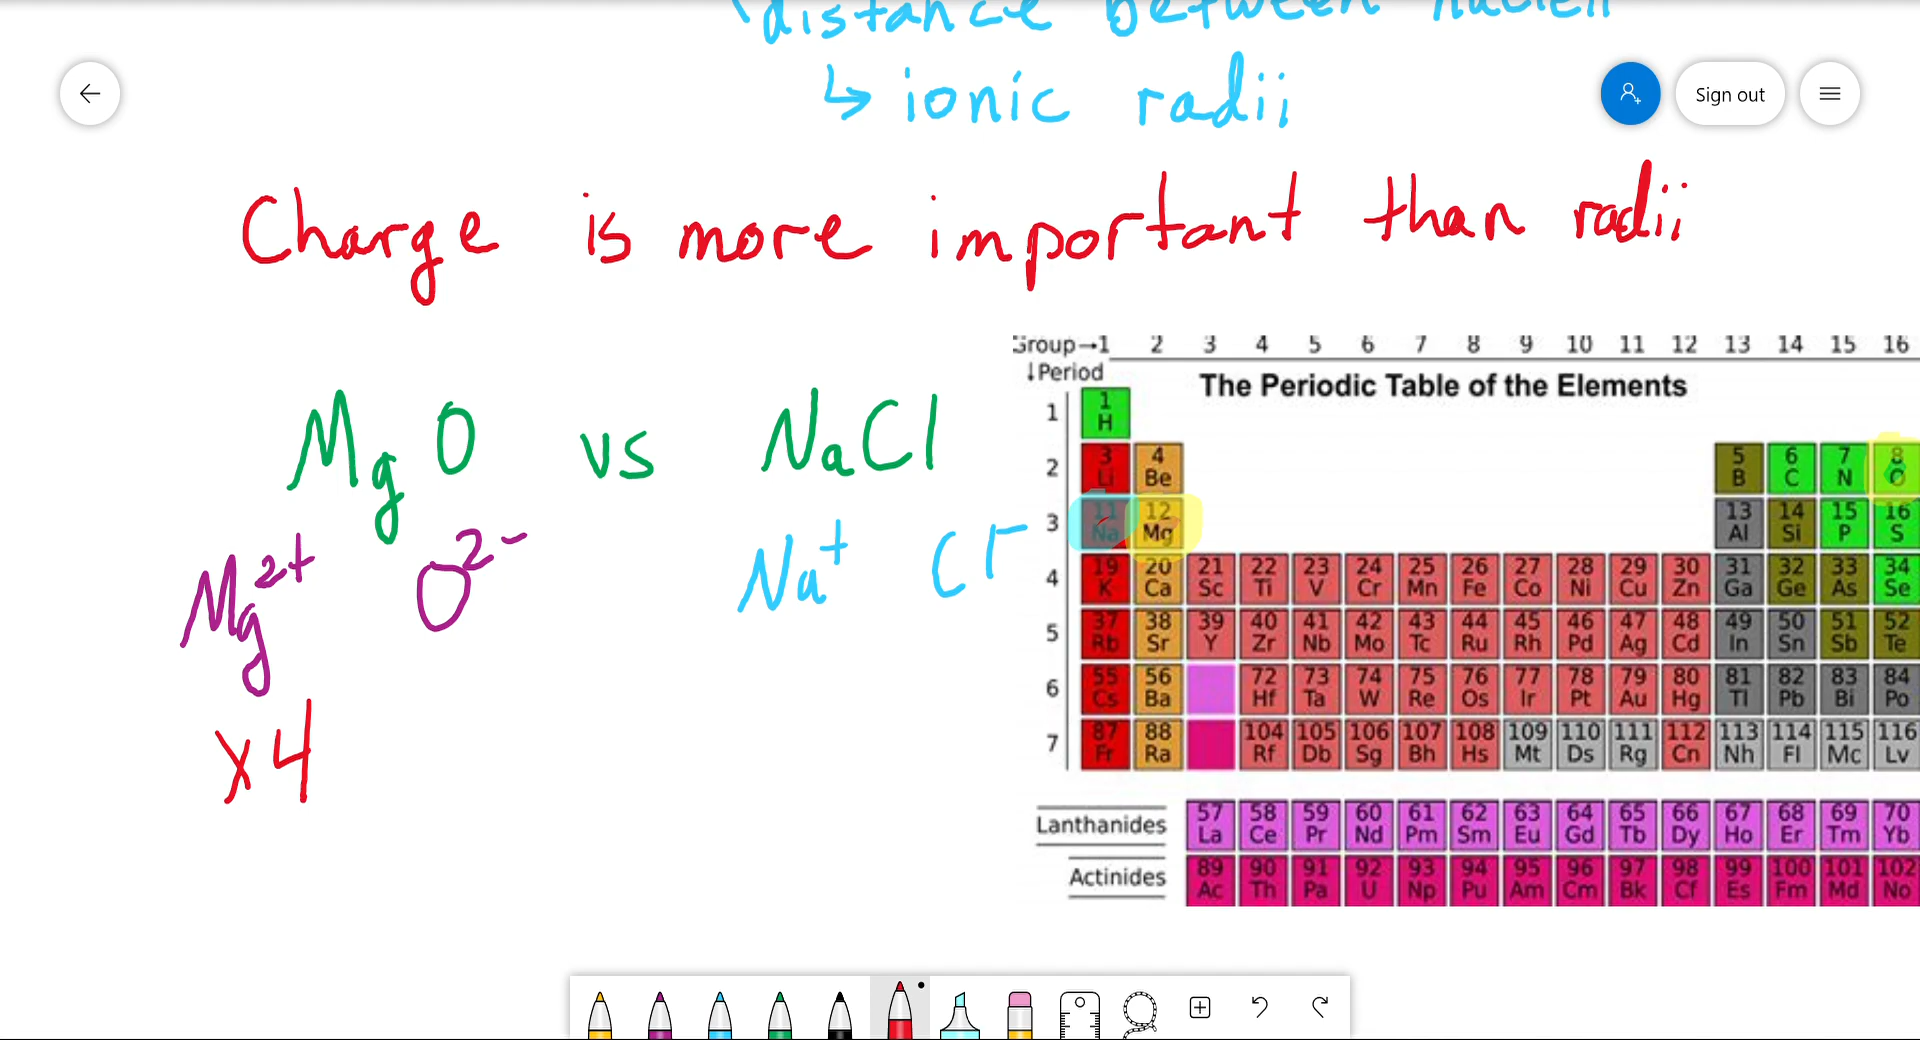 distance between nucleii
↳ ionic radii
Sign out
Charge is more important than radii
Group→1 2 3 4 5 6 7 8 9 10 11 12 13 14 15 16
↓Period
The Periodic Table of the Elements
MgO vs NaCl
Mg2+ O2- Na+ Cl-
x4
1 1 H
2 3 Li 4 Be 5 B 6 C 7 N 8 O
3 11 Na 12 Mg 13 Al 14 Si 15 P 16 S
4 19 K 20 Ca 21 Sc 22 Ti 23 V 24 Cr 25 Mn 26 Fe 27 Co 28 Ni 29 Cu 30 Zn 31 Ga 32 Ge 33 As 34 Se
5 37 Rb 38 Sr 39 Y 40 Zr 41 Nb 42 Mo 43 Tc 44 Ru 45 Rh 46 Pd 47 Ag 48 Cd 49 In 50 Sn 51 Sb 52 Te
6 55 Cs 56 Ba 72 Hf 73 Ta 74 W 75 Re 76 Os 77 Ir 78 Pt 79 Au 80 Hg 81 Tl 82 Pb 83 Bi 84 Po
7 87 Fr 88 Ra 104 Rf 105 Db 106 Sg 107 Bh 108 Hs 109 Mt 110 Ds 111 Rg 112 Cn 113 Nh 114 Fl 115 Mc 116 Lv
Lanthanides 57 La 58 Ce 59 Pr 60 Nd 61 Pm 62 Sm 63 Eu 64 Gd 65 Tb 66 Dy 67 Ho 68 Er 69 Tm 70 Yb
Actinides 89 Ac 90 Th 91 Pa 92 U 93 Np 94 Pu 95 Am 96 Cm 97 Bk 98 Cf 99 Es 100 Fm 101 Md 102 No